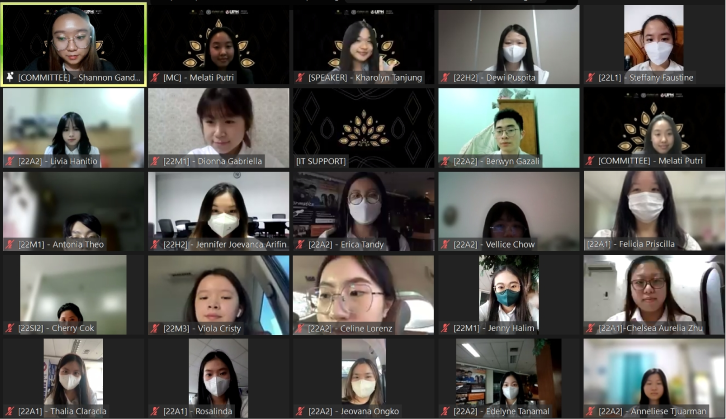 [COMMITTEE] - Shannon Gand...
[MC] - Melati Putri
[SPEAKER] - Kharolyn Tanjung
[22H2] - Dewi Puspita
[22L1] - Steffany Faustine
[22A2] - Livia Hanitio
[22M1] - Dionna Gabriella
[IT SUPPORT]
[22A2] - Berwyn Gazali
[COMMITTEE] - Melati Putri
[22M1] - Antonia Theo
[22H2] - Jennifer Joevanca Arifin
[22A2] - Erica Tandy
[22A2] - Vellice Chow
[22A1] - Felicia Priscilla
[22SI2] - Cherry Cok
[22M3] - Viola Cristy
[22A2] - Celine Lorenz
[22M1] - Jenny Halim
[22A1]-Chelsea Aurelia Zhu
[22A1] - Thalia Claracia
[22A1] - Rosalinda
[22A2] - Jeovana Ongko
[22A2] - Edelyne Tanamal
[22A2] - Anneliese Tjuarman